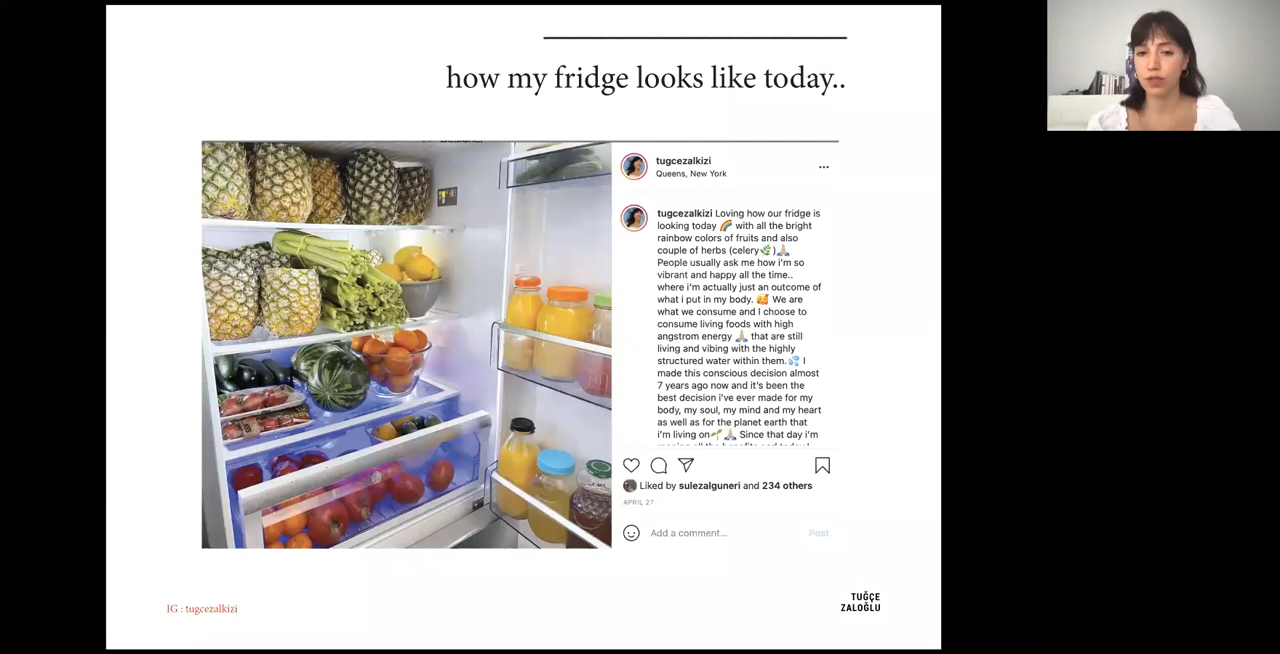 how my fridge looks like today..
tugcezalkizi
Queens, New York
tugcezalkizi Loving how our fridge is
looking today 🌈 with all the bright
rainbow colors of fruits and also
couple of herbs (celery🌿)🙏🏼
People usually ask me how i'm so
vibrant and happy all the time..
where i'm actually just an outcome of
what i put in my body. 🥰 We are
what we consume and I choose to
consume living foods with high
angstrom energy 🙏🏼 that are still
living and vibing with the highly
structured water within them.💦 I
made this conscious decision almost
7 years ago now and it's been the
best decision i've ever made for my
body, my soul, my mind and my heart
as well as for the planet earth that
i'm living on🌱🙏🏼 Since that day i'm
Liked by sulezalguneri and 234 others
APRIL 27
Add a comment... Post
IG : tugcezalkizi
TUĞÇE
ZALOĞLU